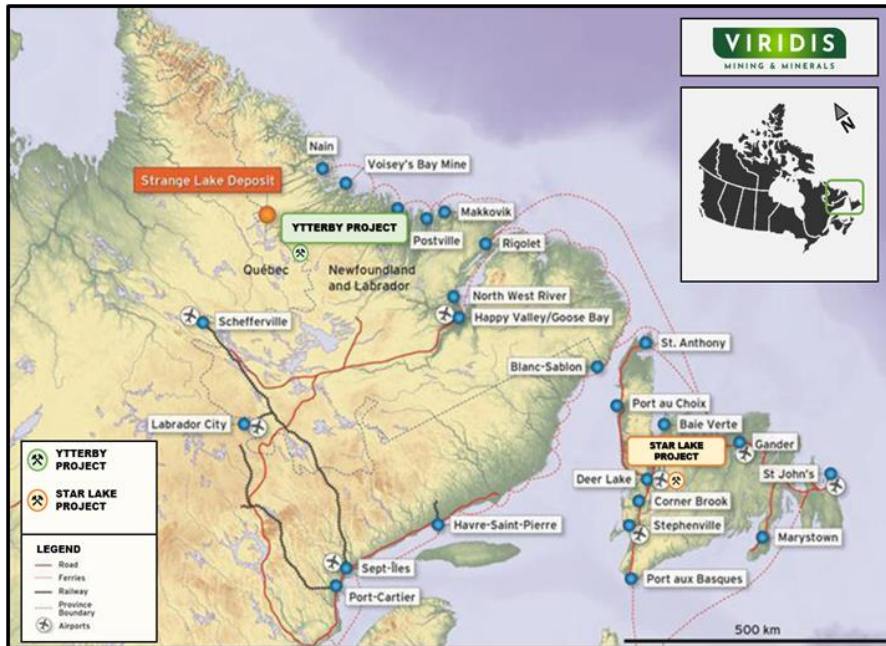 VIRIDIS
MINING & MINERALS
N
Nain
Voisey's Bay Mine
Strange Lake Deposit
Makkovik
YTTERBY PROJECT
Postville
Rigolet
Québec
Newfoundland
and Labrador
North West River
Schefferville
Happy Valley/Goose Bay
St. Anthony
Blanc-Sablon
Port au Choix
Labrador City
Baie Verte
STAR LAKE
PROJECT
Gander
St John's
Deer Lake
Corner Brook
Havre-Saint-Pierre
Stephenville
Marystown
Sept-Îles
Port-Cartier
Port aux Basques
500 km
YTTERBY
PROJECT
STAR LAKE
PROJECT
LEGEND
Road
Ferries
Railway
Province
Boundary
Airports